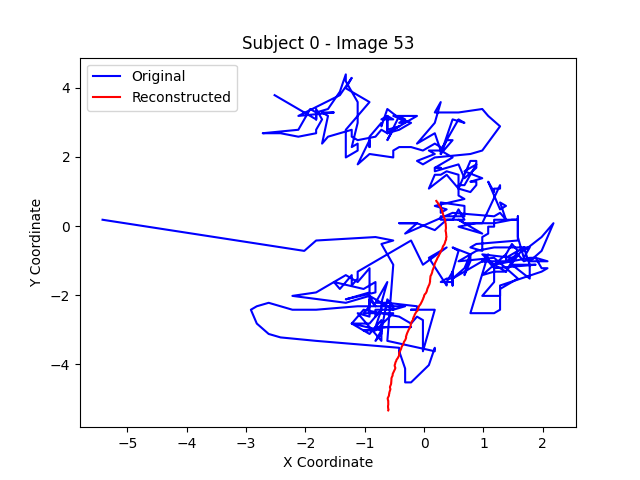 Subject 0 - Image 53
Original
Reconstructed
Y Coordinate
4
2
0
−2
−4
−5 −4 −3 −2 −1 0 1 2
X Coordinate